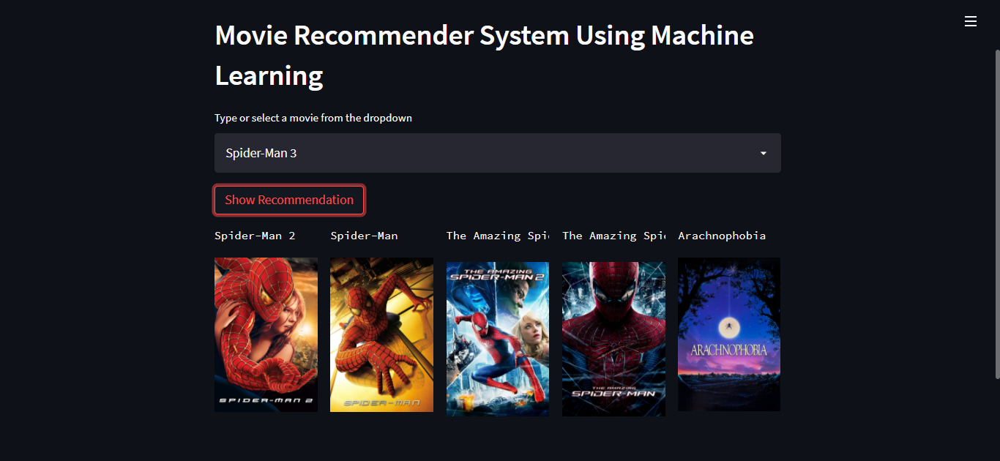 Movie Recommender System Using Machine
Learning
Type or select a movie from the dropdown
Spider-Man 3
Show Recommendation
Spider-Man 2
Spider-Man
The Amazing Spi
The Amazing Spi
Arachnophobia
SPIDER-MAN 2
SPIDER-MAN
THE AMAZING
SPIDER-MAN 2
THE AMAZING
SPIDER-MAN
ARACHNOPHOBIA